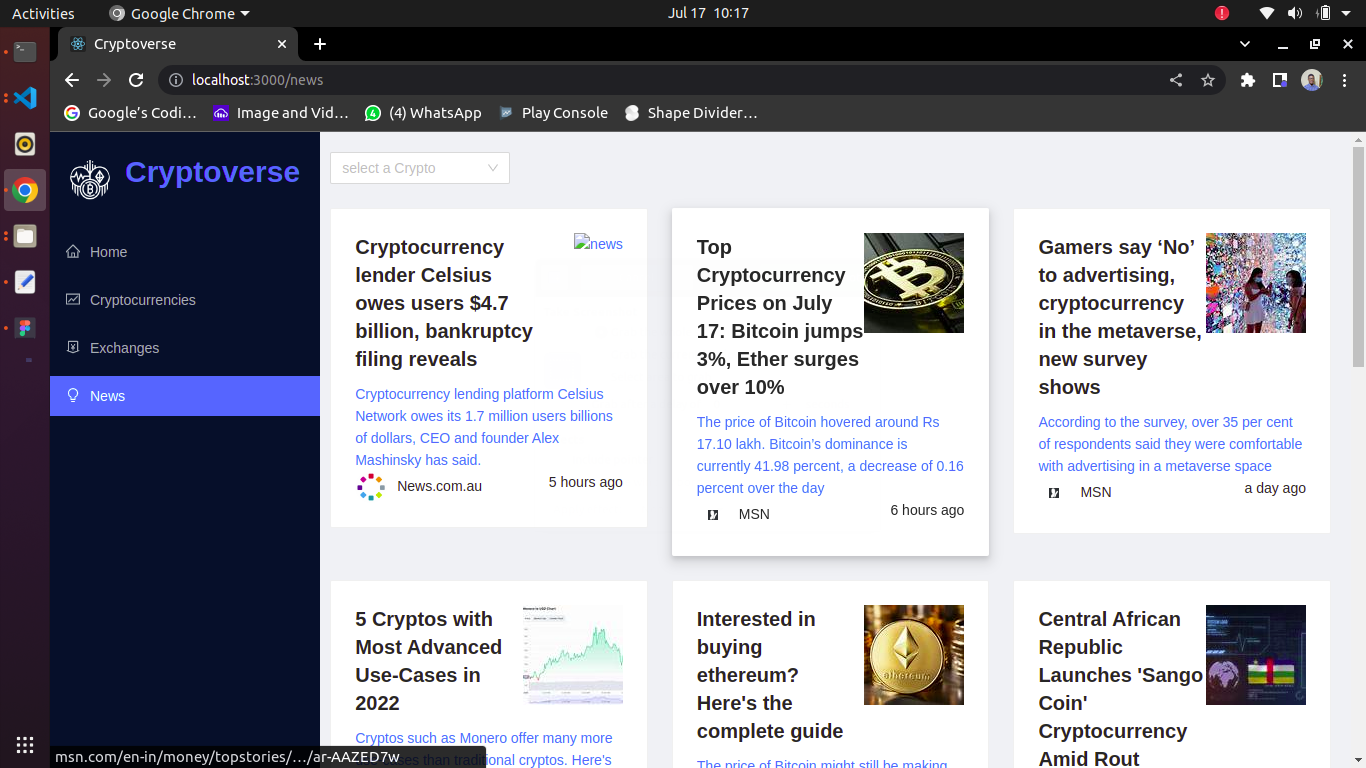 Activities
Google Chrome
Jul 17 10:17
Cryptoverse
localhost:3000/news
Google's Codi…
Image and Vid…
(4) WhatsApp
Play Console
Shape Divider…
Cryptoverse
Home
Cryptocurrencies
Exchanges
News
select a Crypto
Cryptocurrency
lender Celsius
owes users $4.7
billion, bankruptcy
filing reveals
news
Cryptocurrency lending platform Celsius
Network owes its 1.7 million users billions
of dollars, CEO and founder Alex
Mashinsky has said.
News.com.au
5 hours ago
Top
Cryptocurrency
Prices on July
17: Bitcoin jumps
3%, Ether surges
over 10%
The price of Bitcoin hovered around Rs
17.10 lakh. Bitcoin's dominance is
currently 41.98 percent, a decrease of 0.16
percent over the day
MSN
6 hours ago
Gamers say ‘No’
to advertising,
cryptocurrency
in the metaverse,
new survey
shows
According to the survey, over 35 per cent
of respondents said they were comfortable
with advertising in a metaverse space
MSN
a day ago
5 Cryptos with
Most Advanced
Use-Cases in
2022
Cryptos such as Monero offer many more
than traditional cryptos. Here's
Interested in
buying
ethereum?
Here's the
complete guide
ethereum
The price of Bitcoin might still be making
Central African
Republic
Launches 'Sango
Coin'
Cryptocurrency
Amid Rout
msn.com/en-in/money/topstories/…/ar-AAZED7w